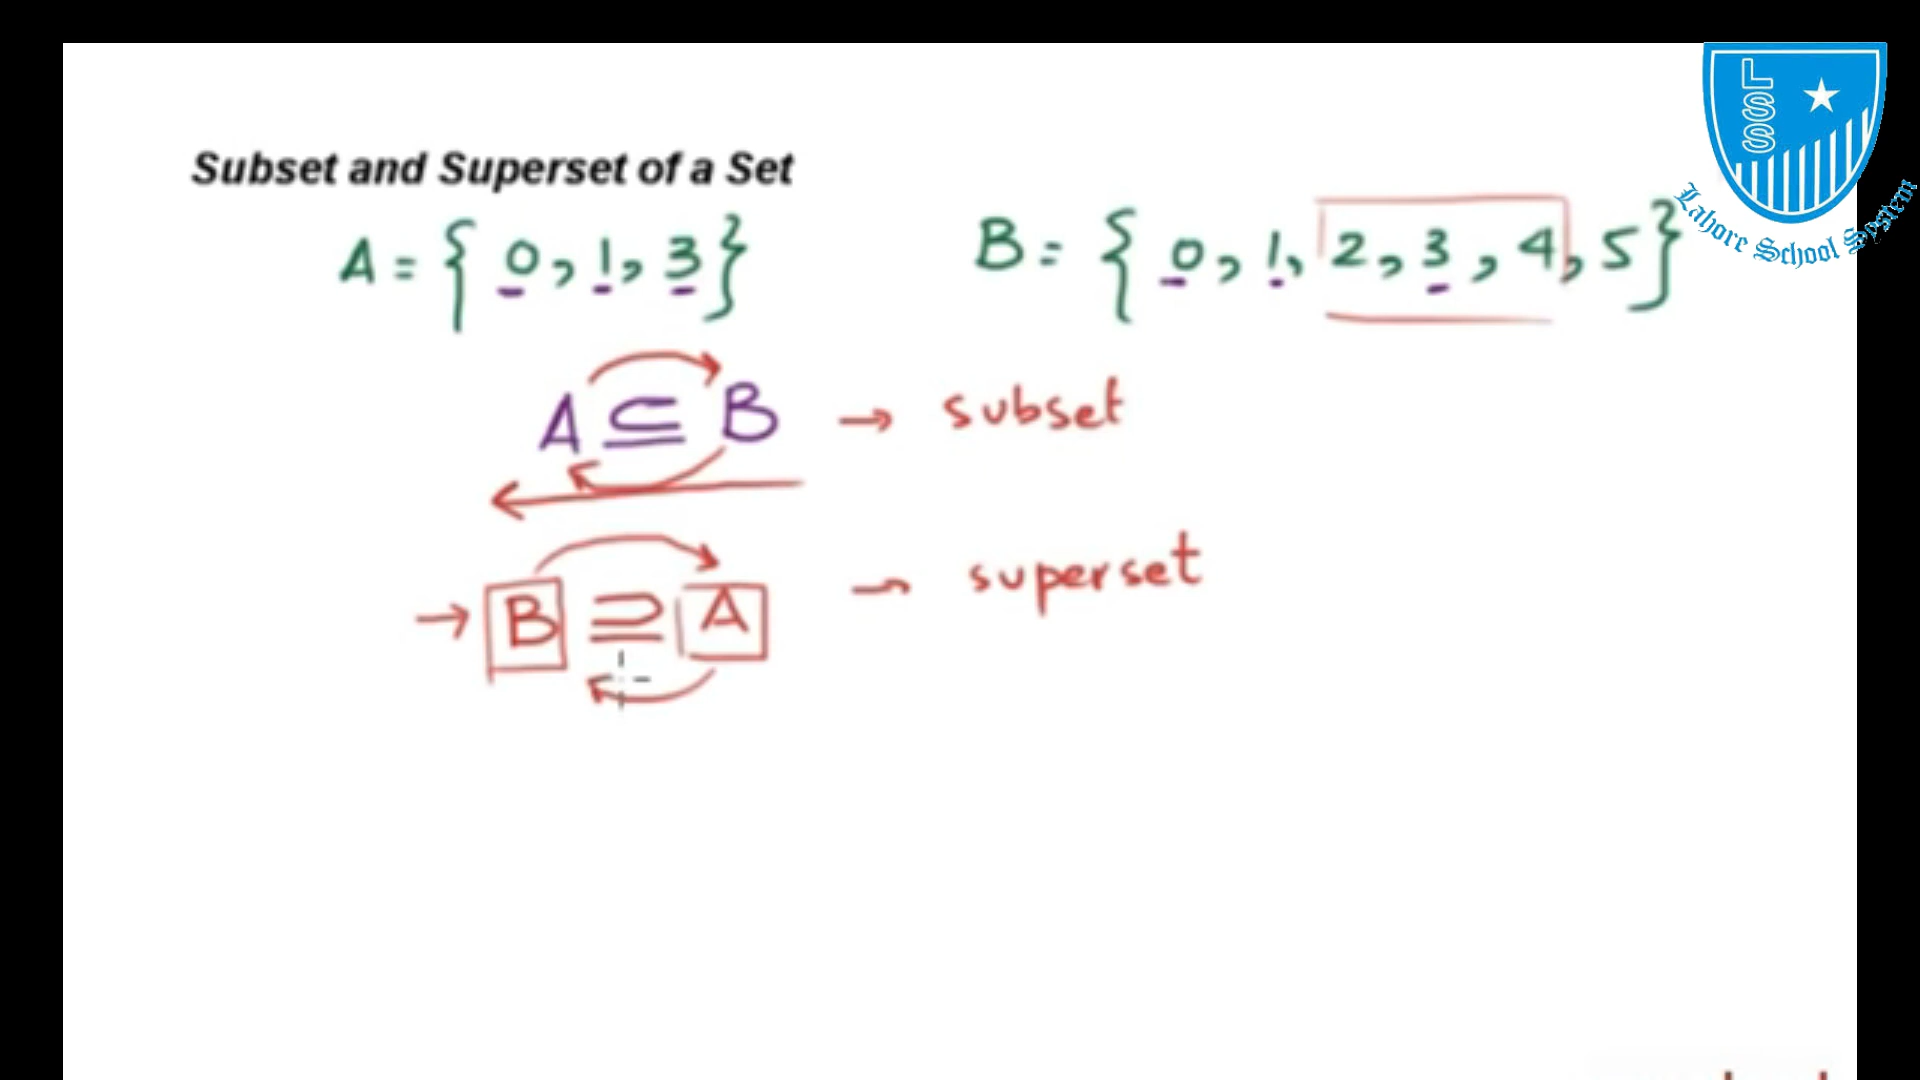 LSS
Lahore School System
Subset and Superset of a Set
A = { 0, 1, 3}
B = { 0, 1, 2, 3, 4, 5}
A ⊆ B → subset
→ B ⊇ A → superset